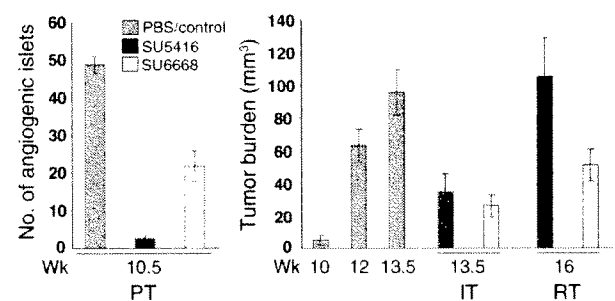 No. of angiogenic islets
60
50
40
30
20
10
0
PBS/control
SU5416
SU6668
Wk 10.5
PT
Tumor burden (mm³)
140
120
100
80
60
40
20
0
Wk 10 12 13.5 13.5 16
IT RT